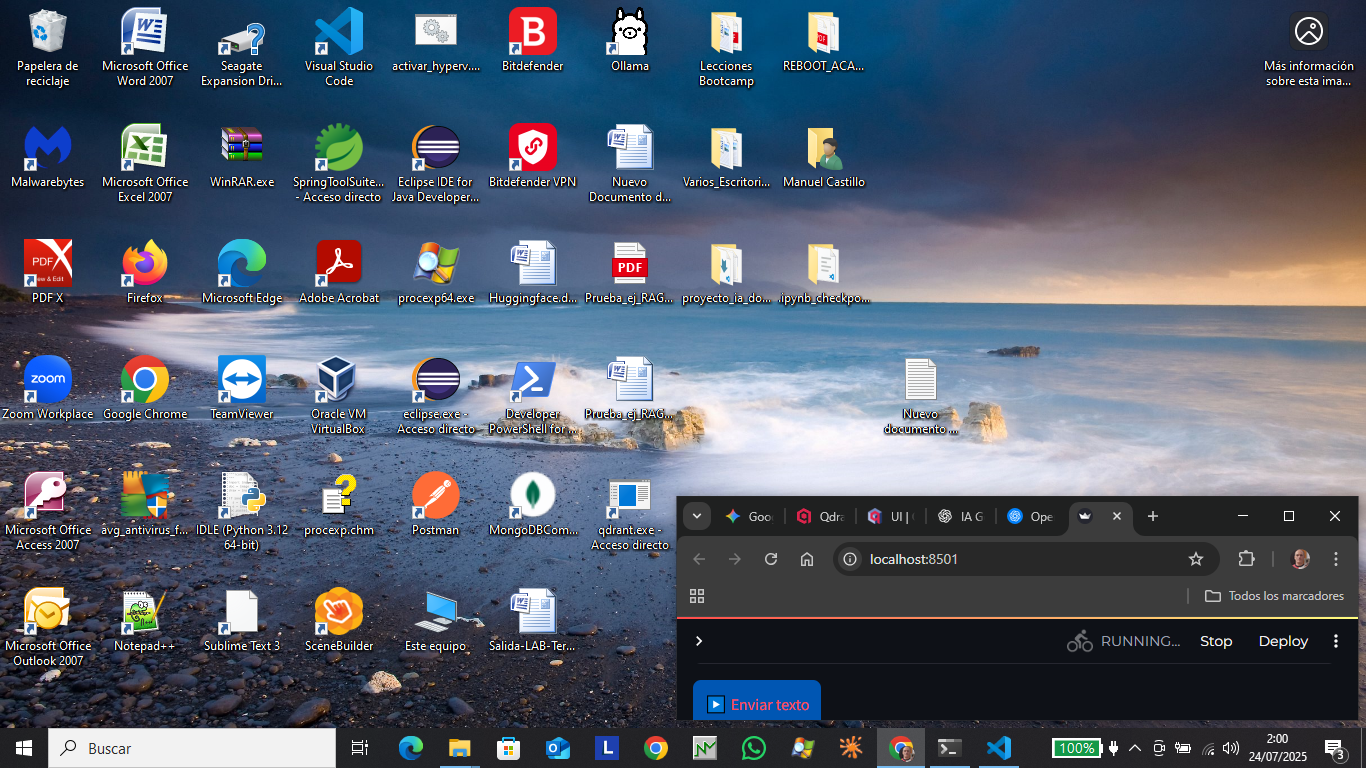 Papelera de
reciclaje
Microsoft Office
Word 2007
Seagate
Expansion Dri...
Visual Studio
Code
activar_hyperv....
Bitdefender
Ollama
Lecciones
Bootcamp
REBOOT_ACA...
Más información
sobre esta ima...
Malwarebytes
Microsoft Office
Excel 2007
WinRAR.exe
SpringToolSuite...
- Acceso directo
Eclipse IDE for
Java Developer...
Bitdefender VPN
Nuevo
Documento d...
Varios_Escritori...
Manuel Castillo
PDF X
Firefox
Microsoft Edge
Adobe Acrobat
procexp64.exe
Huggingface.d...
PDF
Prueba_ej_RAG...
proyecto_ia_do...
.ipynb_checkpo...
zoom
Zoom Workplace
Google Chrome
TeamViewer
Oracle VM
VirtualBox
eclipse.exe -
Acceso directo
Developer
PowerShell for ...
Prueba_ej_RAG...
Nuevo
documento ...
Microsoft Office
Access 2007
avg_antivirus_f...
IDLE (Python 3.12
64-bit)
procexp.chm
Postman
MongoDBCom...
qdrant.exe -
Acceso directo
Microsoft Office
Outlook 2007
Notepad++
Sublime Text 3
SceneBuilder
Este equipo
Salida-LAB-Ter...
Goo
Qdra
UI |
IA G
Ope
localhost:8501
Todos los marcadores
RUNNING...
Stop
Deploy
Enviar texto
Buscar
100%
2:00
24/07/2025
3